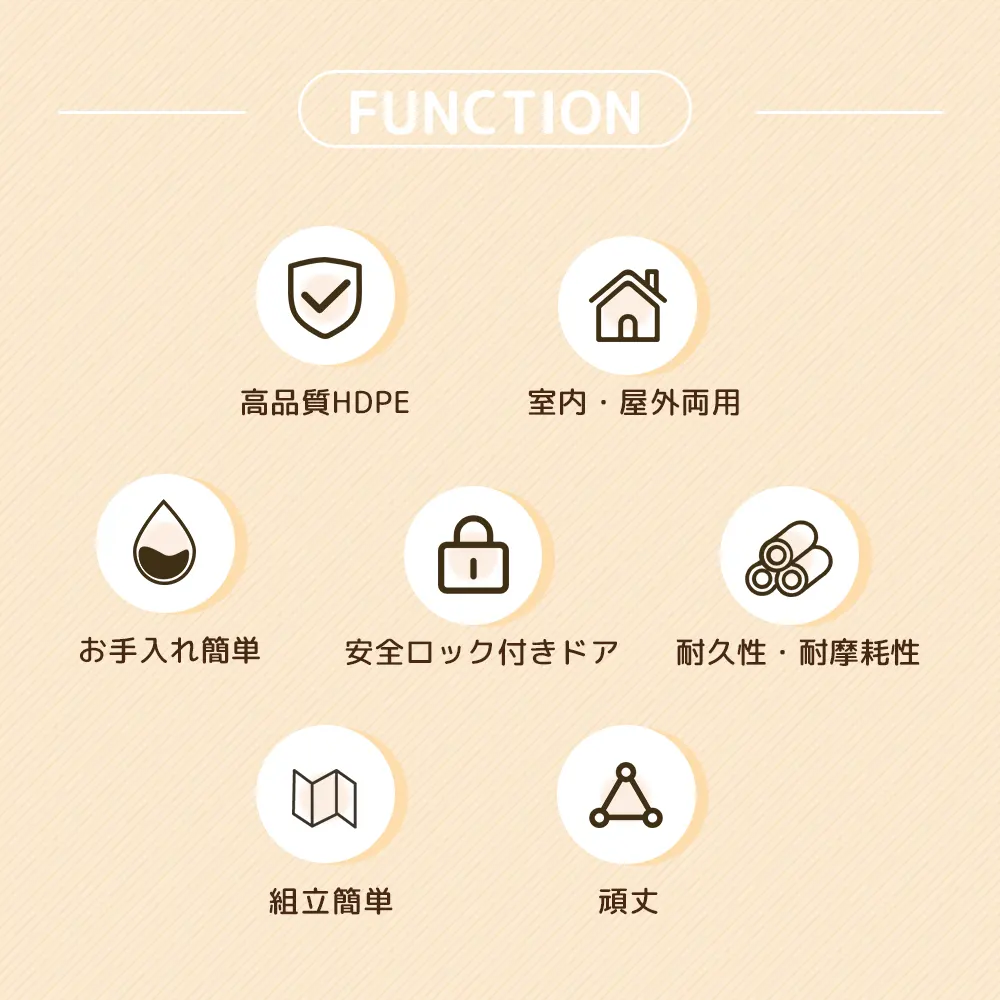 FUNCTION
高品質HDPE
室内・屋外両用
お手入れ簡単
安全ロック付きドア
耐久性・耐摩耗性
組立簡単
頑丈